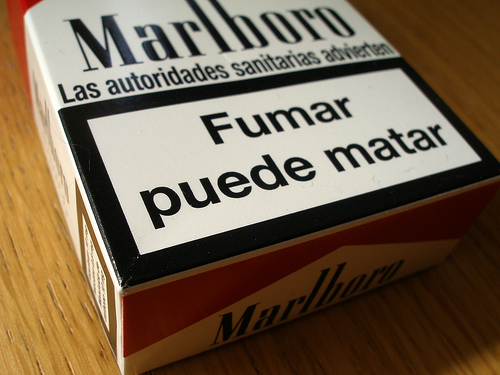 Marlboro
Las autoridades sanitarias advierten
Fumar
puede matar
Marlboro